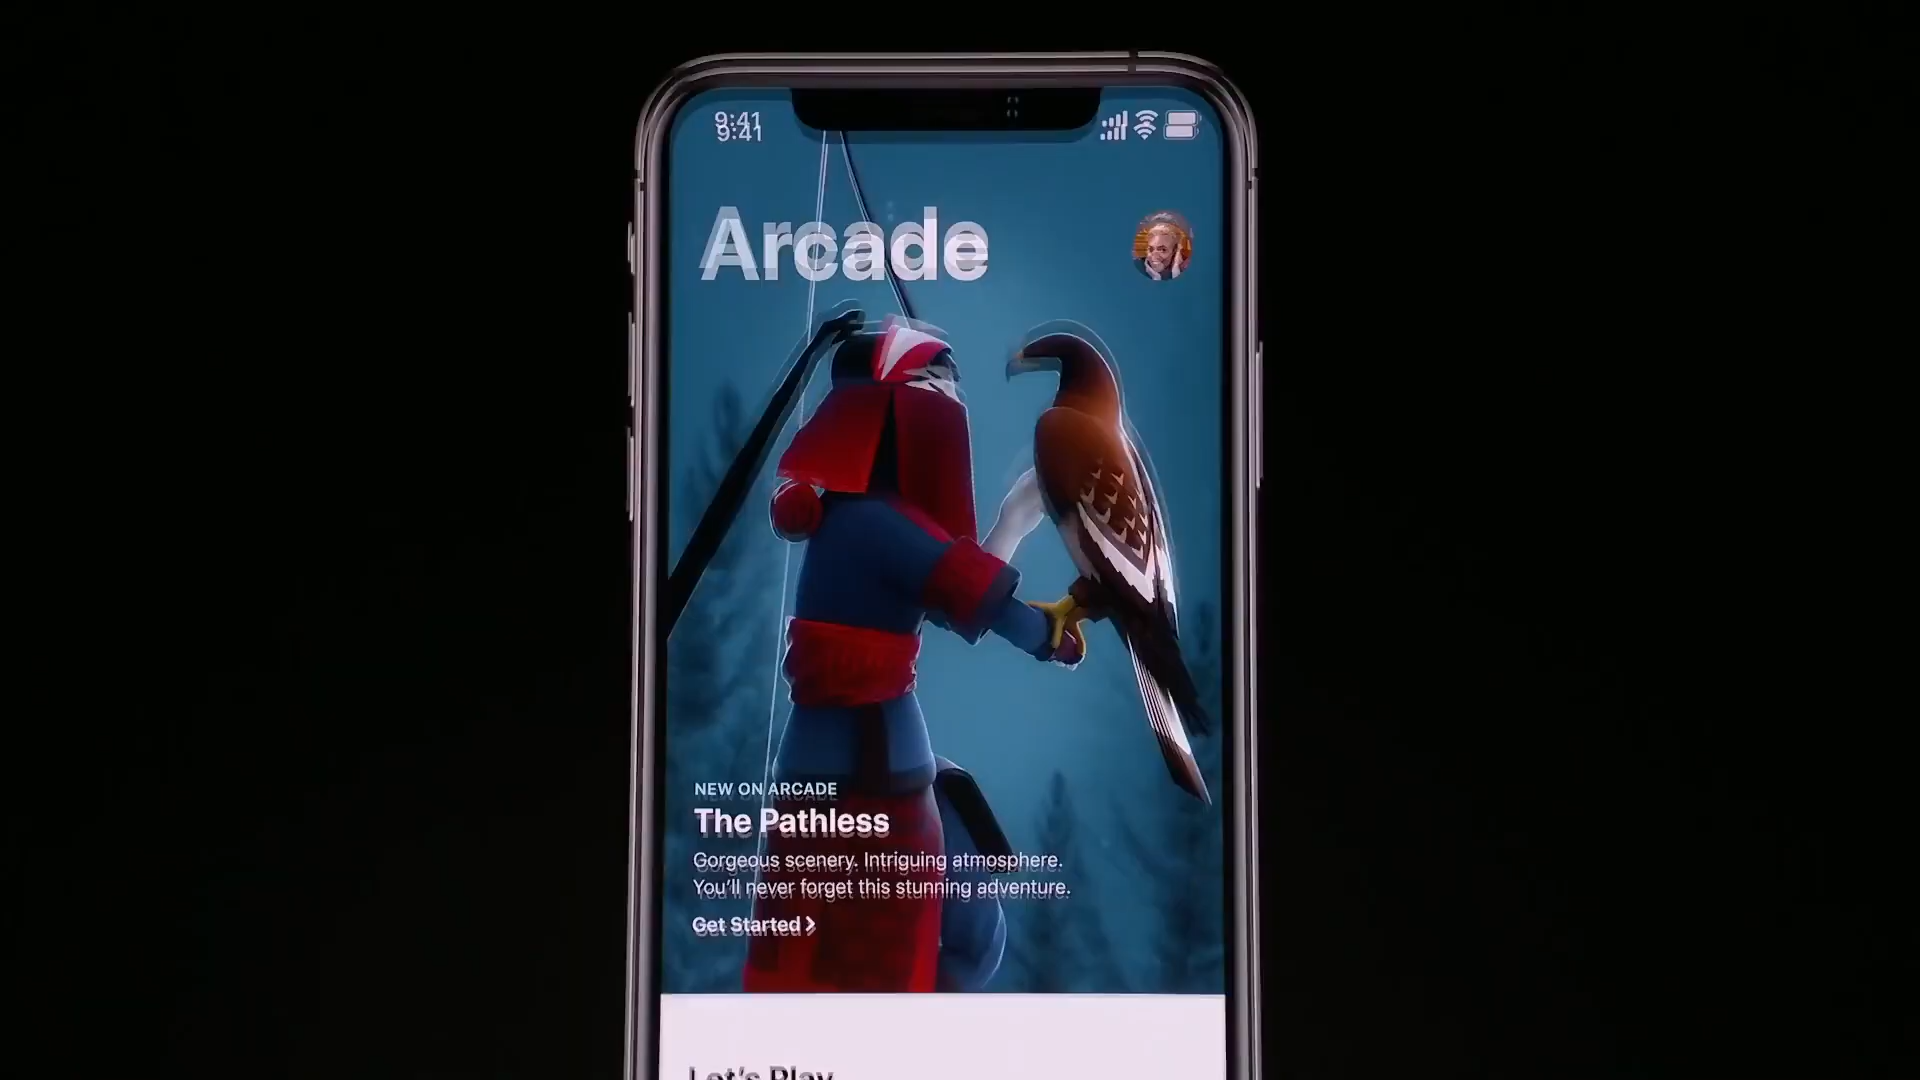 9:41
Arcade
NEW ON ARCADE
The Pathless
Gorgeous scenery. Intriguing atmosphere.
You'll never forget this stunning adventure.
Get Started >
Let's Play